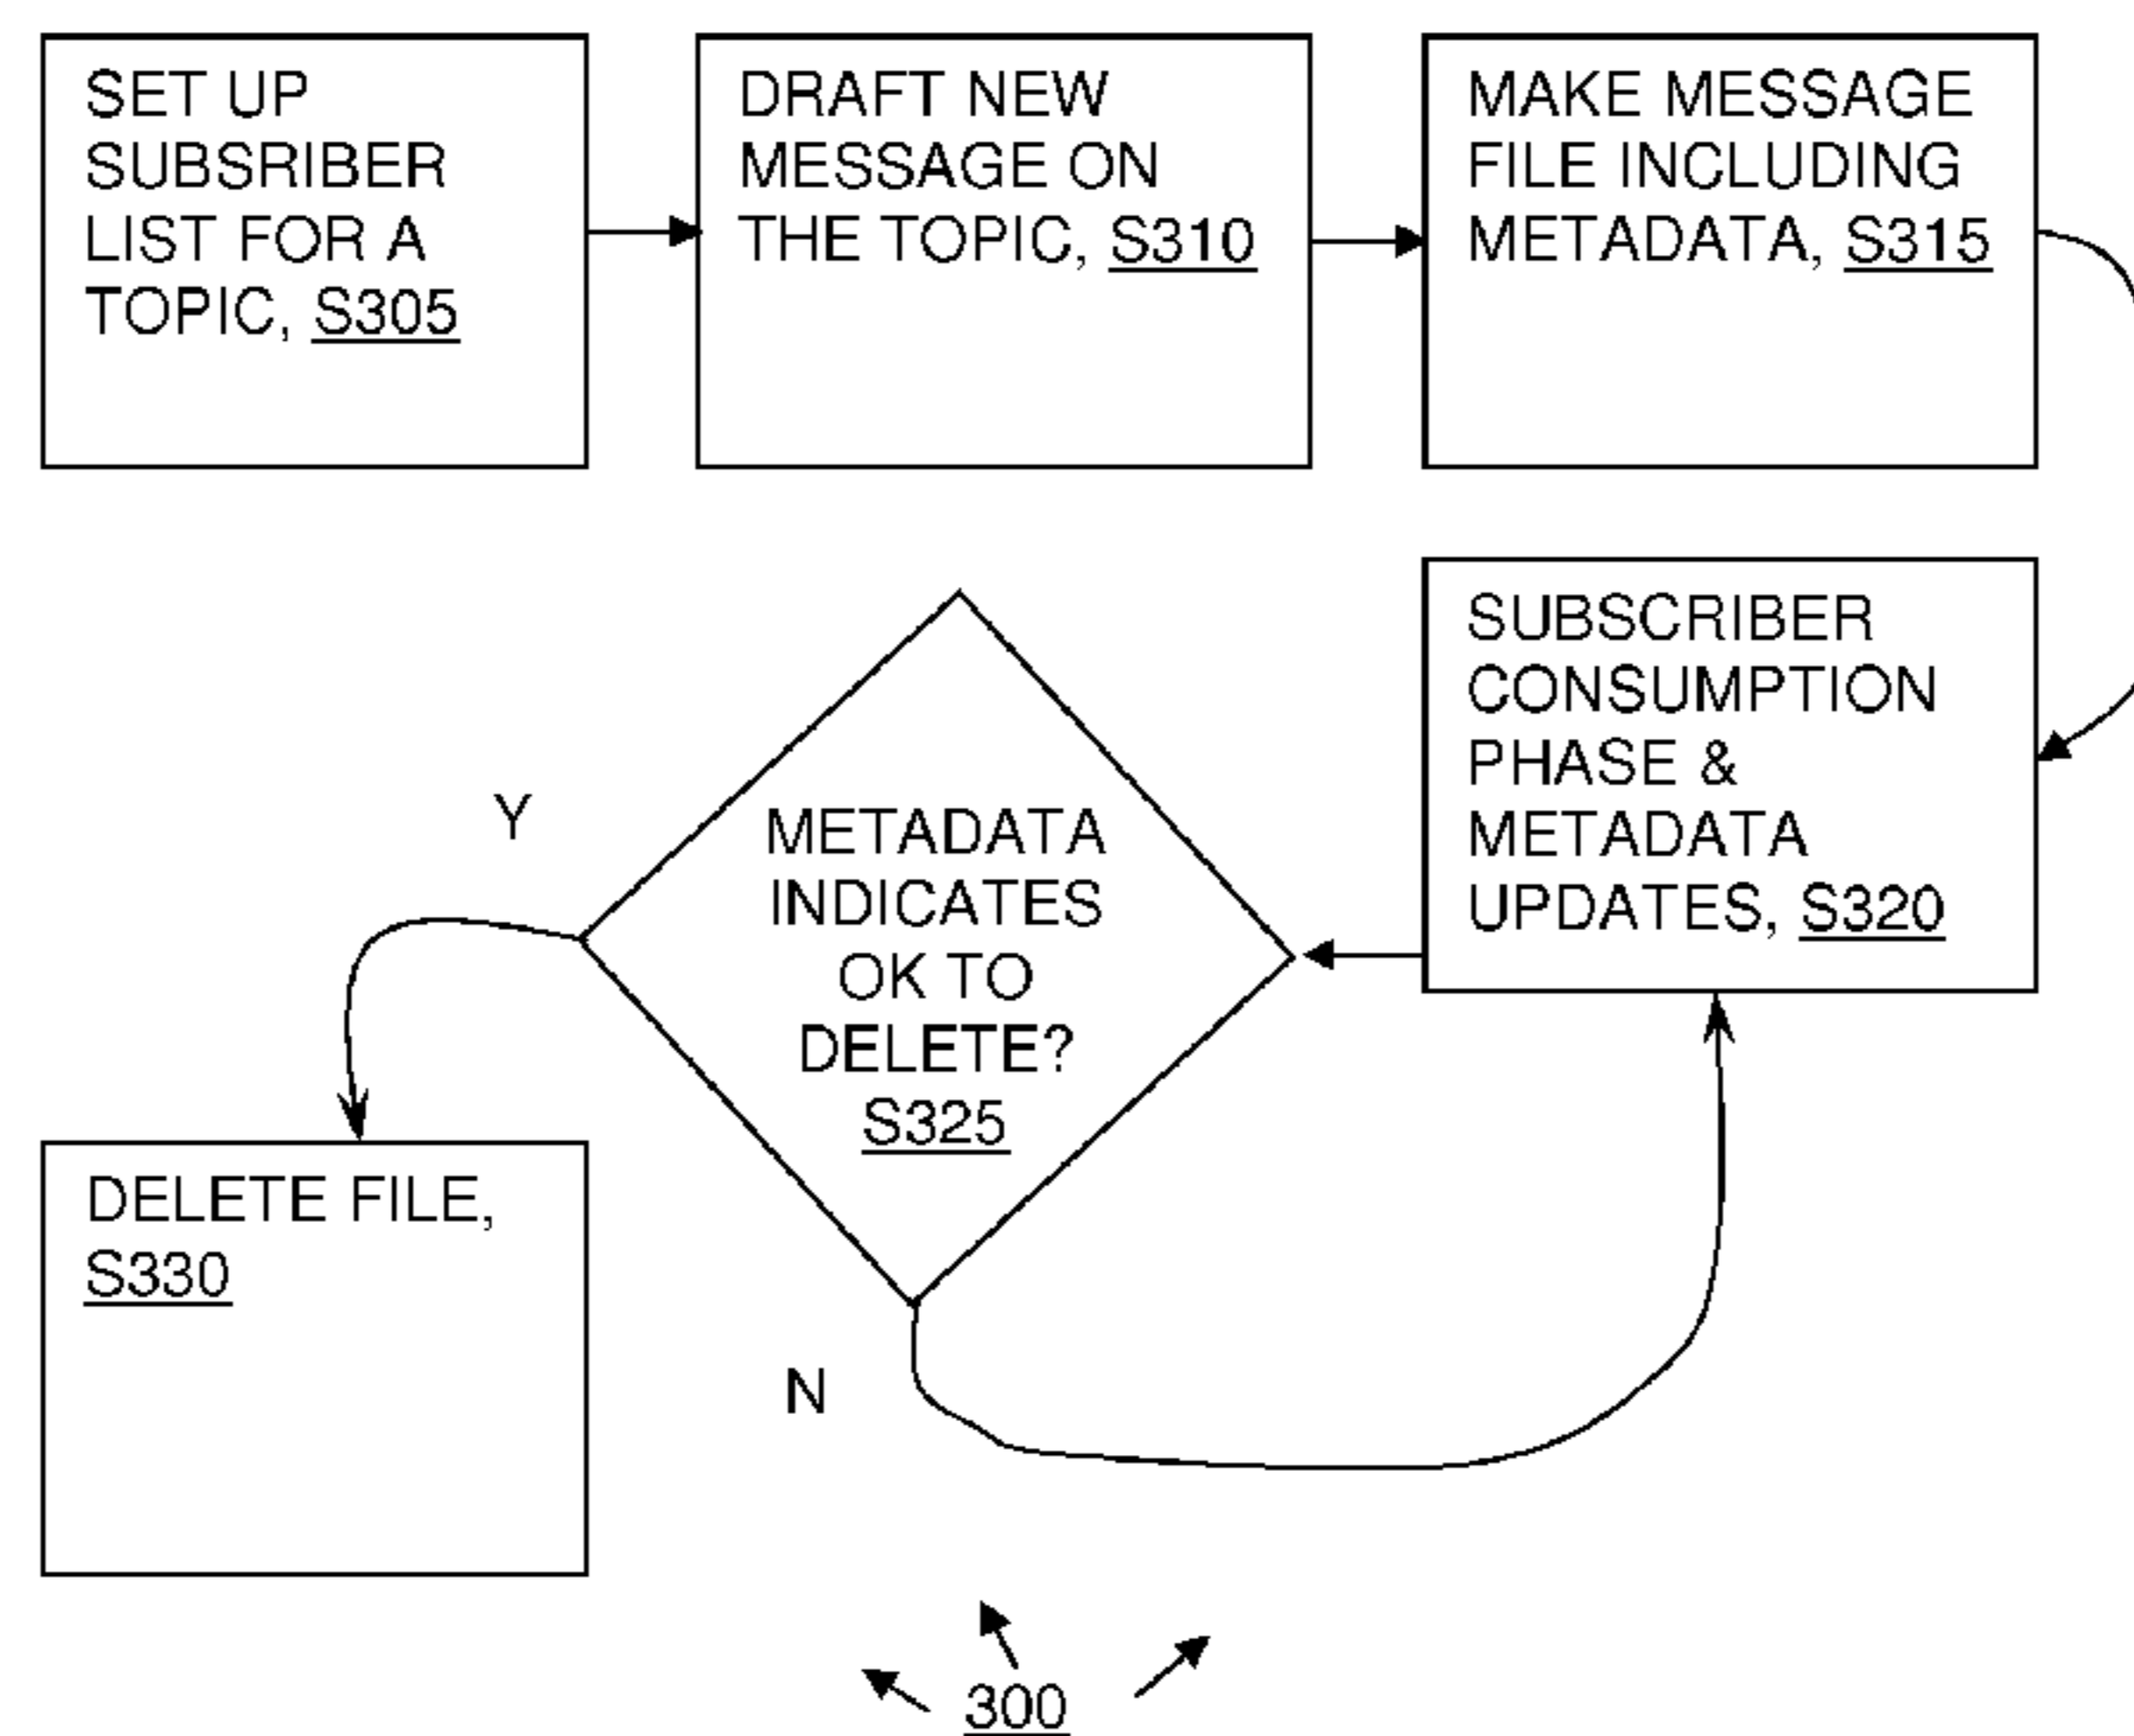 SET UP
SUBSRIBER
LIST FOR A
TOPIC, S305
DRAFT NEW
MESSAGE ON
THE TOPIC, S310
MAKE MESSAGE
FILE INCLUDING
METADATA, S315
SUBSCRIBER
CONSUMPTION
PHASE &
METADATA
UPDATES, S320
METADATA
INDICATES
OK TO
DELETE?
S325
Y
N
DELETE FILE,
S330
300